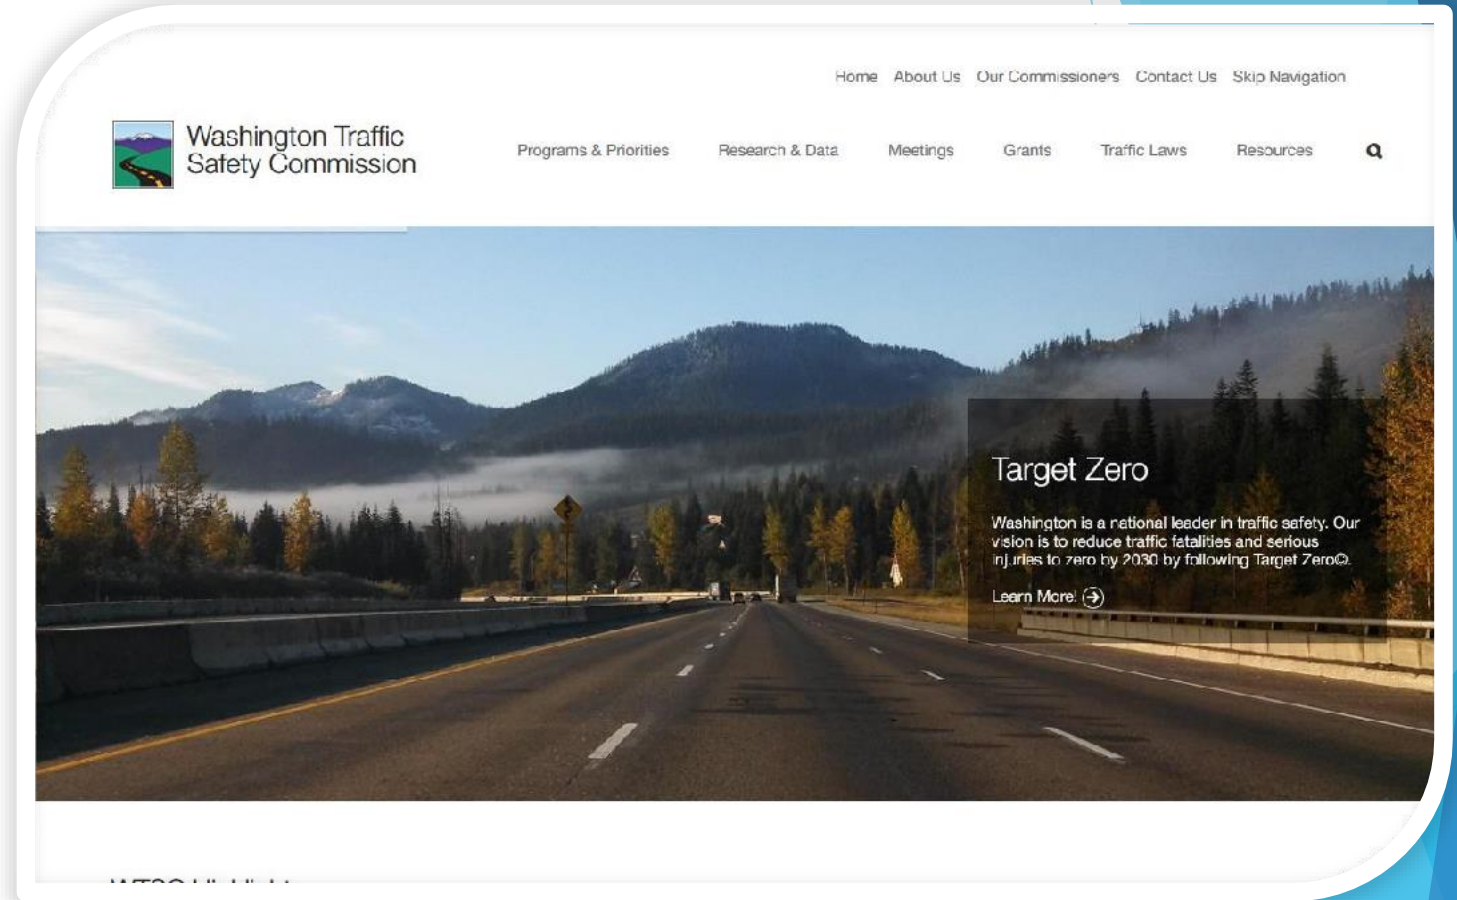 Home About Us Our Commissioners Contact Us Skip Navigation
Washington Traffic
Safety Commission
Programs & Priorities Research & Data Meetings Grants Traffic Laws Resources
Target Zero
Washington is a national leader in traffic safety. Our
vision is to reduce traffic fatalities and serious
injuries to zero by 2030 by following Target Zero©.
Learn More!